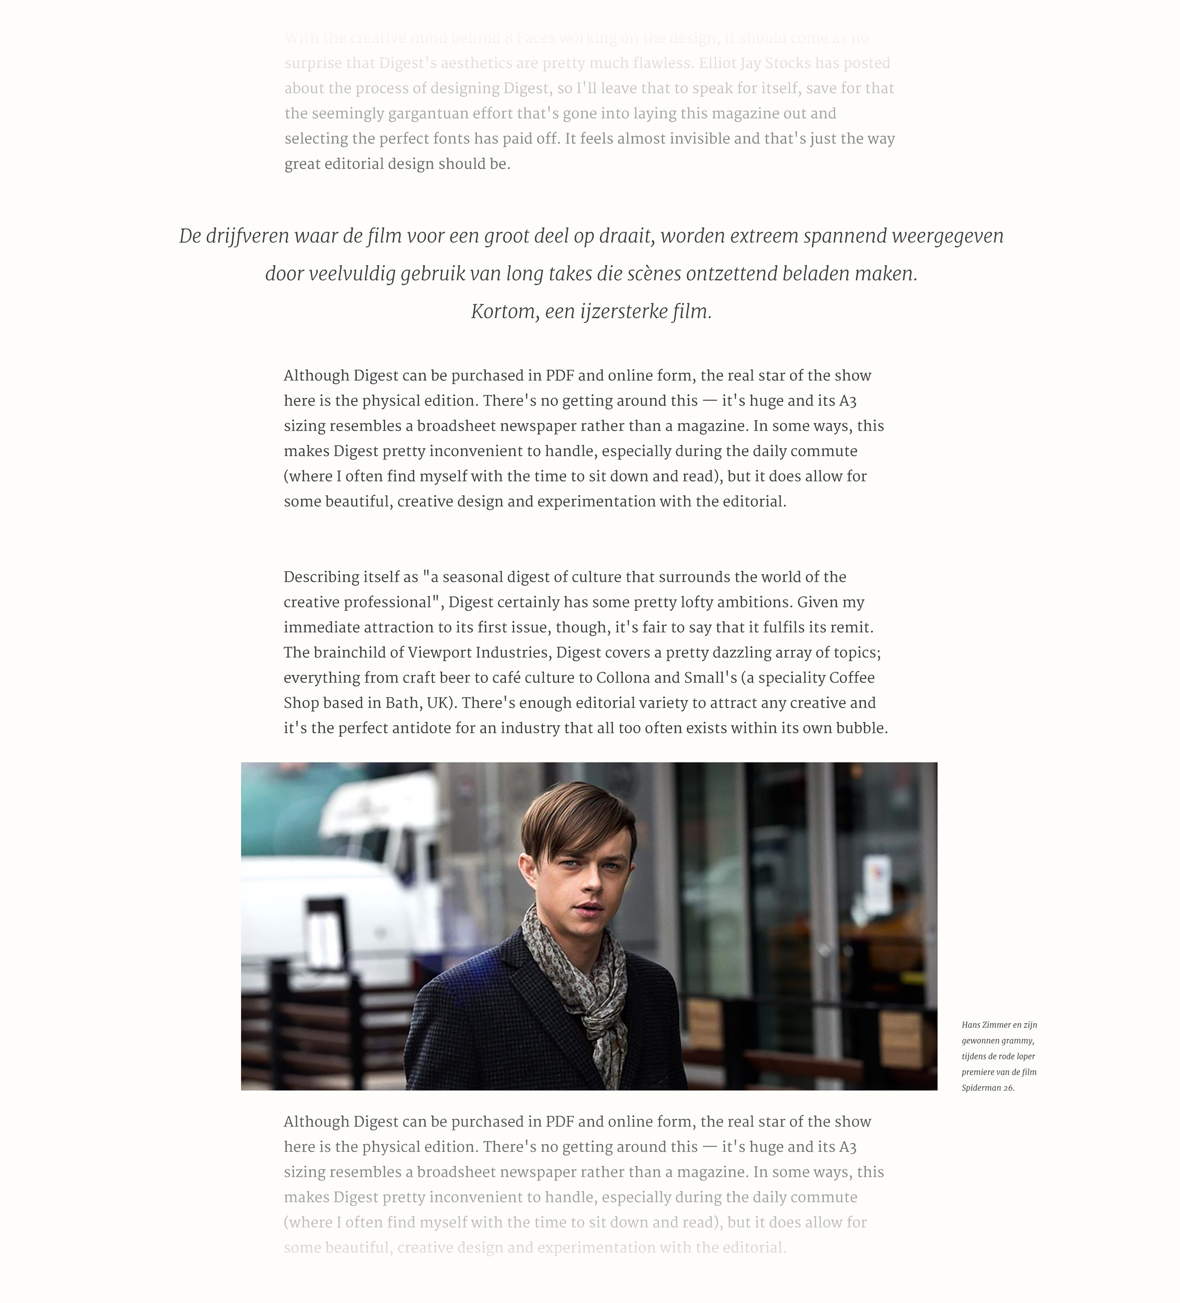 With the creative mind behind 8 Faces working on the design, it should come as no
surprise that Digest's aesthetics are pretty much flawless. Elliot Jay Stocks has posted
about the process of designing Digest, so I'll leave that to speak for itself, save for that
the seemingly gargantuan effort that's gone into laying this magazine out and
selecting the perfect fonts has paid off. It feels almost invisible and that's just the way
great editorial design should be.
De drijfveren waar de film voor een groot deel op draait, worden extreem spannend weergegeven
door veelvuldig gebruik van long takes die scènes ontzettend beladen maken.
Kortom, een ijzersterke film.
Although Digest can be purchased in PDF and online form, the real star of the show
here is the physical edition. There's no getting around this — it's huge and its A3
sizing resembles a broadsheet newspaper rather than a magazine. In some ways, this
makes Digest pretty inconvenient to handle, especially during the daily commute
(where I often find myself with the time to sit down and read), but it does allow for
some beautiful, creative design and experimentation with the editorial.
Describing itself as "a seasonal digest of culture that surrounds the world of the
creative professional", Digest certainly has some pretty lofty ambitions. Given my
immediate attraction to its first issue, though, it's fair to say that it fulfils its remit.
The brainchild of Viewport Industries, Digest covers a pretty dazzling array of topics;
everything from craft beer to café culture to Collona and Small's (a speciality Coffee
Shop based in Bath, UK). There's enough editorial variety to attract any creative and
it's the perfect antidote for an industry that all too often exists within its own bubble.
Hans Zimmer en zijn
gewonnen grammy,
tijdens de rode loper
premiere van de film
Spiderman 26.
Although Digest can be purchased in PDF and online form, the real star of the show
here is the physical edition. There's no getting around this — it's huge and its A3
sizing resembles a broadsheet newspaper rather than a magazine. In some ways, this
makes Digest pretty inconvenient to handle, especially during the daily commute
(where I often find myself with the time to sit down and read), but it does allow for
some beautiful, creative design and experimentation with the editorial.